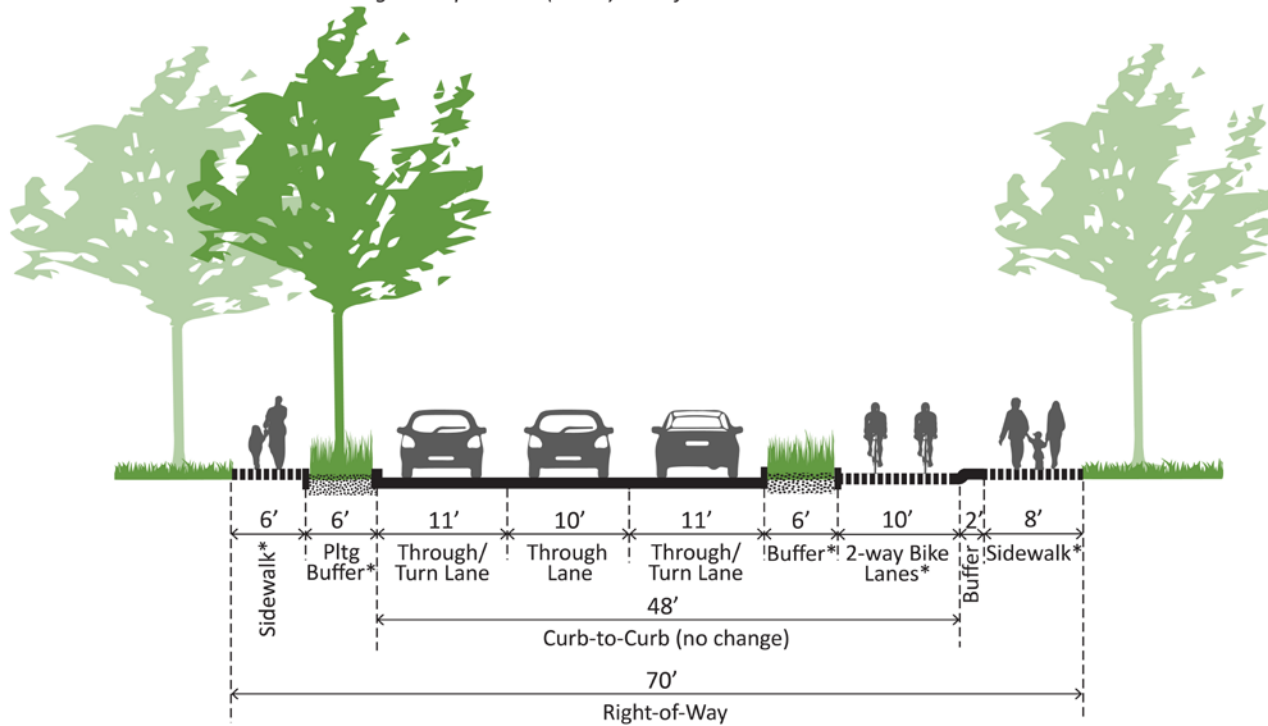 6’ 6’ 11’ 10’ 11’ 6’ 10’ 2’ 8’
Sidewalk*
Pltg
Buffer*
Through/
Turn Lane
Through
Lane
Through/
Turn Lane
Buffer*
2-way Bike
Lanes*
Buffer
Sidewalk*
48’
Curb-to-Curb (no change)
70’
Right-of-Way